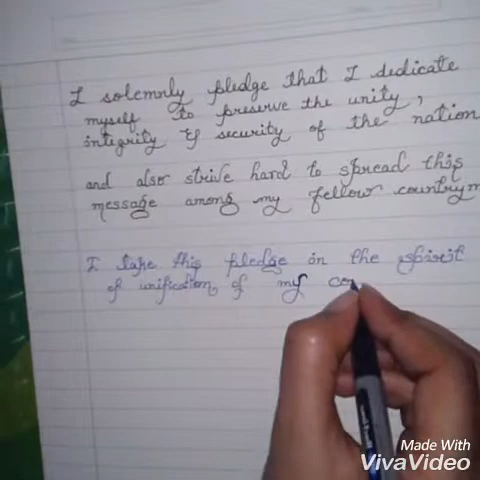 I solemnly pledge that I dedicate
myself to preserve the unity,
integrity & security of the nation
and also strive hard to spread this
message among my fellow countrym
I take this pledge in the spirit
of unification of my co
Made With
VivaVideo